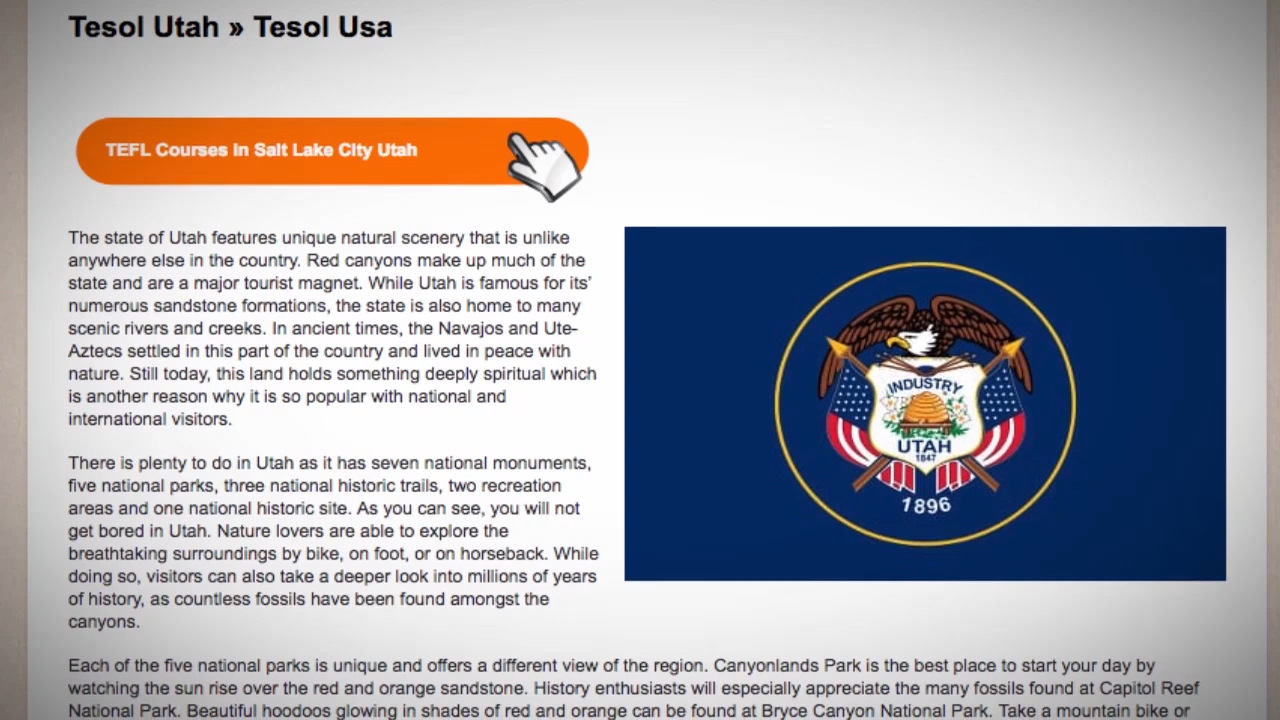 Tesol Utah » Tesol Usa
TEFL Courses in Salt Lake City Utah
The state of Utah features unique natural scenery that is unlike
anywhere else in the country. Red canyons make up much of the
state and are a major tourist magnet. While Utah is famous for its’
numerous sandstone formations, the state is also home to many
scenic rivers and creeks. In ancient times, the Navajos and Ute-
Aztecs settled in this part of the country and lived in peace with
nature. Still today, this land holds something deeply spiritual which
is another reason why it is so popular with national and
international visitors.
There is plenty to do in Utah as it has seven national monuments,
five national parks, three national historic trails, two recreation
areas and one national historic site. As you can see, you will not
get bored in Utah. Nature lovers are able to explore the
breathtaking surroundings by bike, on foot, or on horseback. While
doing so, visitors can also take a deeper look into millions of years
of history, as countless fossils have been found amongst the
canyons.
INDUSTRY
UTAH
1847
1896
Each of the five national parks is unique and offers a different view of the region. Canyonlands Park is the best place to start your day by
watching the sun rise over the red and orange sandstone. History enthusiasts will especially appreciate the many fossils found at Capitol Reef
National Park. Beautiful hoodoos glowing in shades of red and orange can be found at Bryce Canyon National Park. Take a mountain bike or